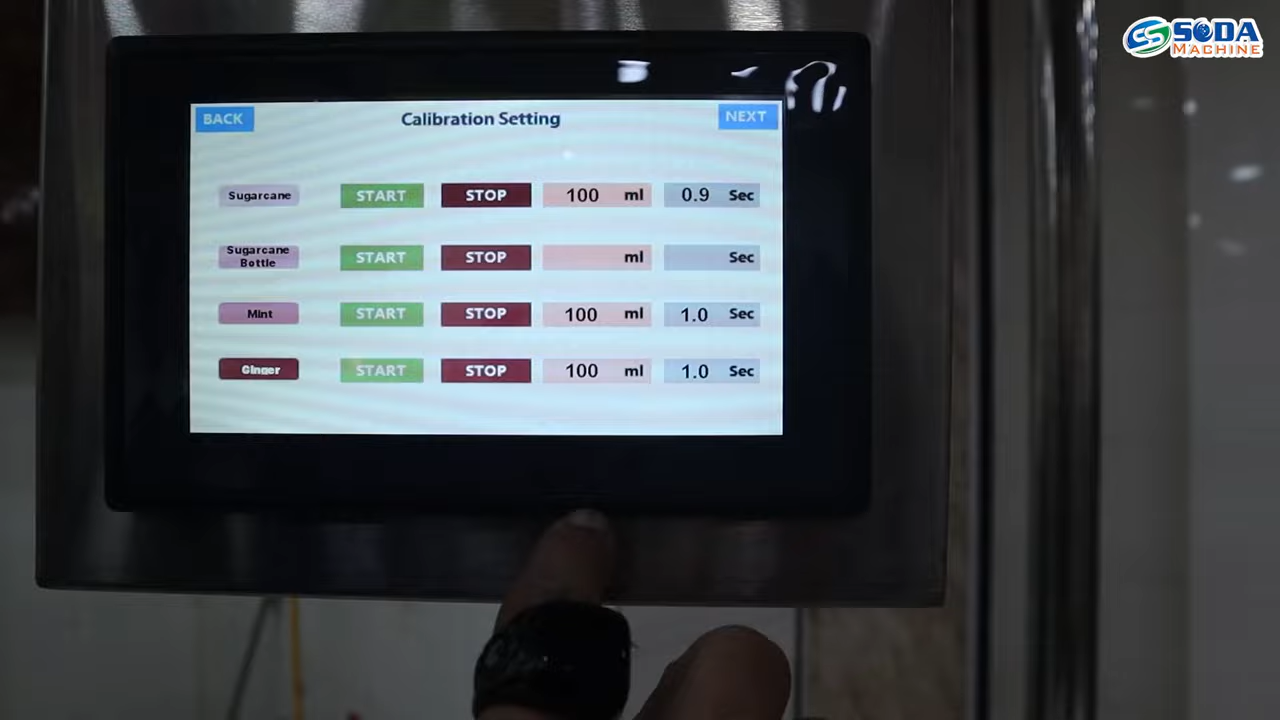 SODA
MACHINE
BACK Calibration Setting NEXT
Sugarcane START STOP 100 ml 0.9 Sec
Sugarcane
Bottle START STOP ml Sec
Mint START STOP 100 ml 1.0 Sec
Ginger START STOP 100 ml 1.0 Sec